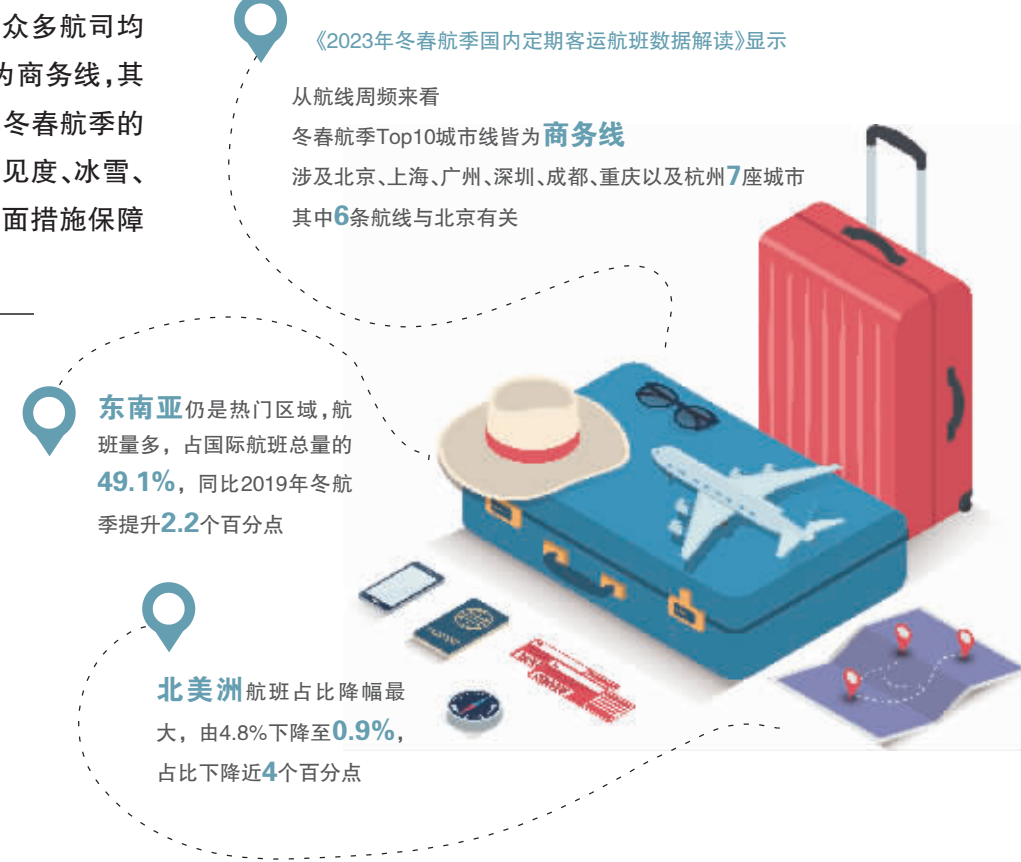 众多航司均
为商务线,其
冬春航季的
见度、冰雪、
面措施保障
《2023年冬春航季国内定期客运航班数据解读》显示
从航线周频来看
冬春航季Top10城市线皆为商务线
涉及北京、上海、广州、深圳、成都、重庆以及杭州7座城市
其中6条航线与北京有关
东南亚仍是热门区域,航
班量多，占国际航班总量的
49.1%，同比2019年冬航
季提升2.2个百分点
北美洲航班占比降幅最
大，由4.8%下降至0.9%，
占比下降近4个百分点